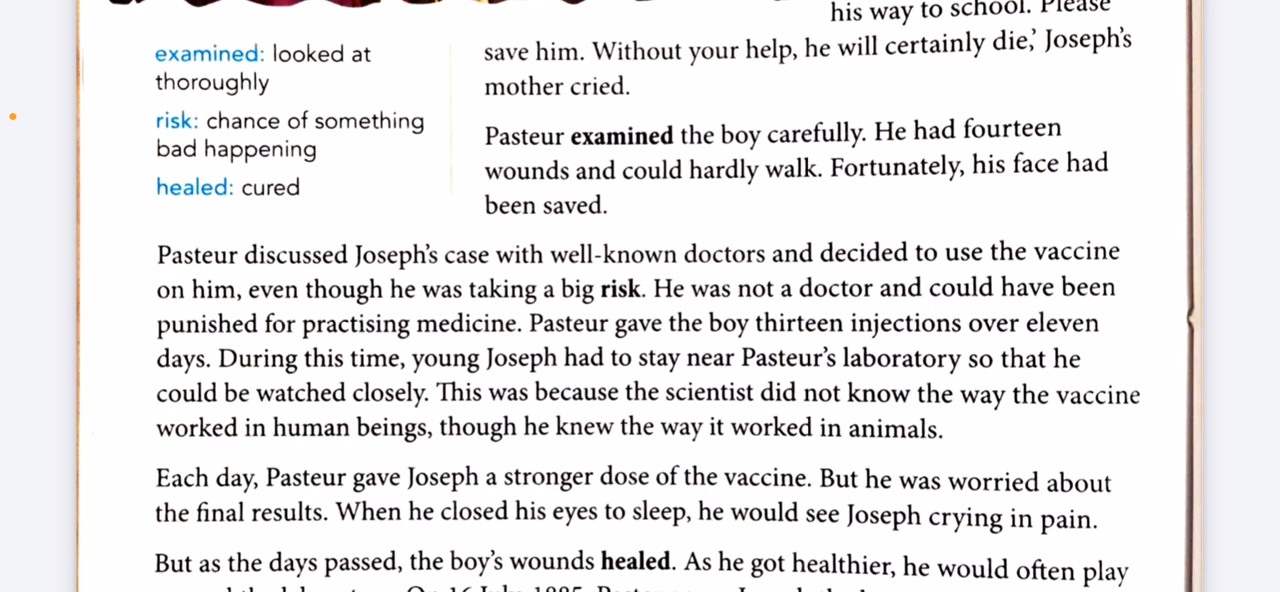 his way to school. Please
examined: looked at
thoroughly
risk: chance of something
bad happening
healed: cured
save him. Without your help, he will certainly die,’ Joseph’s
mother cried.
Pasteur examined the boy carefully. He had fourteen
wounds and could hardly walk. Fortunately, his face had
been saved.
Pasteur discussed Joseph’s case with well-known doctors and decided to use the vaccine
on him, even though he was taking a big risk. He was not a doctor and could have been
punished for practising medicine. Pasteur gave the boy thirteen injections over eleven
days. During this time, young Joseph had to stay near Pasteur’s laboratory so that he
could be watched closely. This was because the scientist did not know the way the vaccine
worked in human beings, though he knew the way it worked in animals.
Each day, Pasteur gave Joseph a stronger dose of the vaccine. But he was worried about
the final results. When he closed his eyes to sleep, he would see Joseph crying in pain.
But as the days passed, the boy’s wounds healed. As he got healthier, he would often play